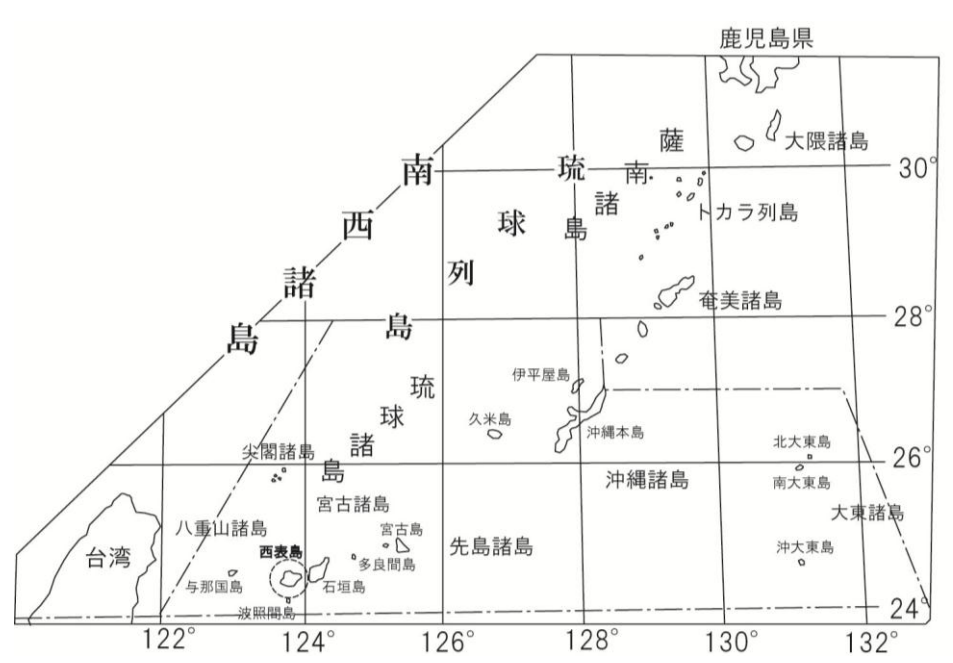 鹿児島県
大隈諸島
30°
薩南諸島
トカラ列島
南西諸島
琉球列島
奄美諸島
28°
琉球諸島
伊平屋島
久米島
沖縄本島
北大東島
26°
尖閣諸島
沖縄諸島
南大東島
宮古諸島
大東諸島
八重山諸島
宮古島
先島諸島
沖大東島
台湾
西表島
多良間島
与那国島
石垣島
波照間島
24°
122°
124°
126°
128°
130°
132°